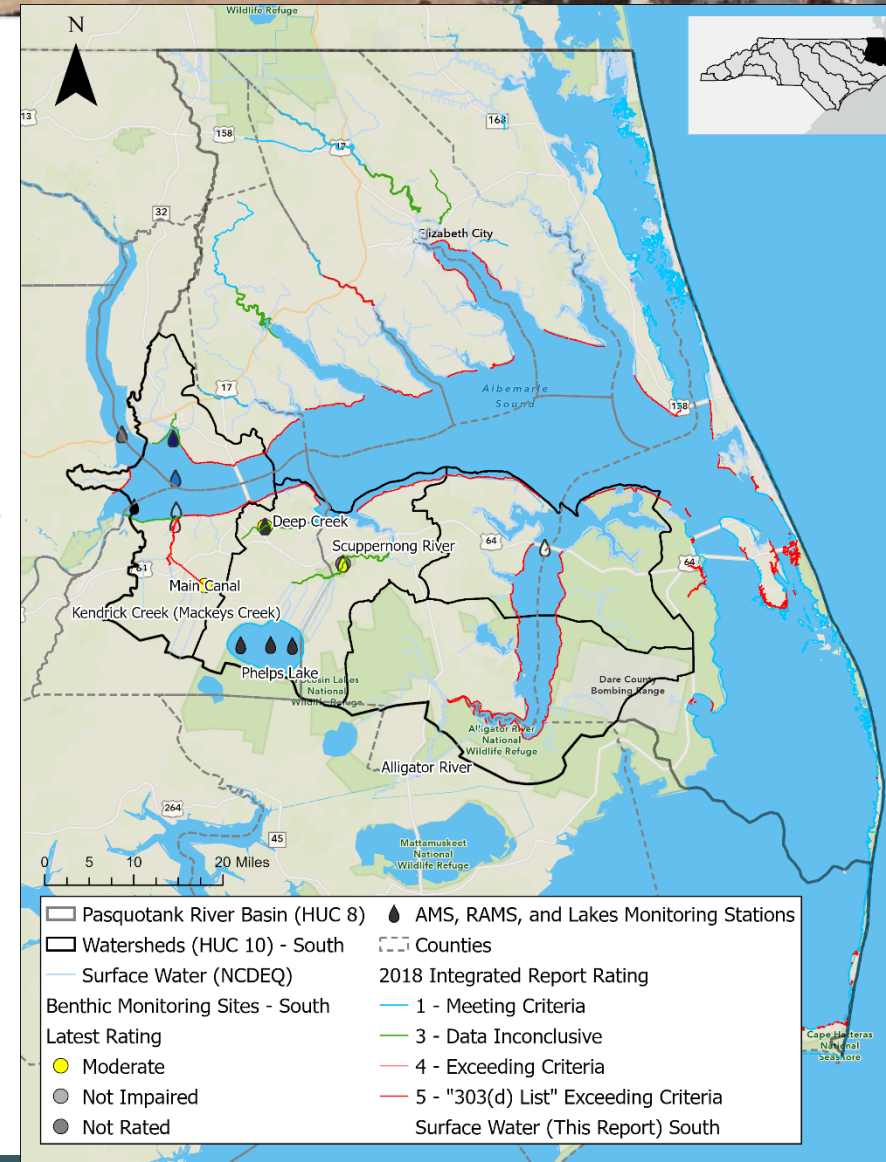 Wildlife Refuge
N
13
158
17
168
32
Elizabeth City
17
Albemarle
Sound
158
Deep Creek
Scuppernong River
64
64
64
Main Canal
Kendrick Creek (Mackeys Creek)
Phelps Lake
Pocosin Lakes
National
Wildlife Refuge
Dare County
Bombing Range
Alligator River
National
Wildlife Refuge
Alligator River
264
45
Mattamuskeet
National
Wildlife Refuge
0 5 10 20 Miles
Pasquotank River Basin (HUC 8)
Watersheds (HUC 10) - South
Surface Water (NCDEQ)
Benthic Monitoring Sites - South
Latest Rating
Moderate
Not Impaired
Not Rated
AMS, RAMS, and Lakes Monitoring Stations
Counties
2018 Integrated Report Rating
1 - Meeting Criteria
3 - Data Inconclusive
4 - Exceeding Criteria
5 - "303(d) List" Exceeding Criteria
Surface Water (This Report) South
Cape Hatteras
National
Seashore